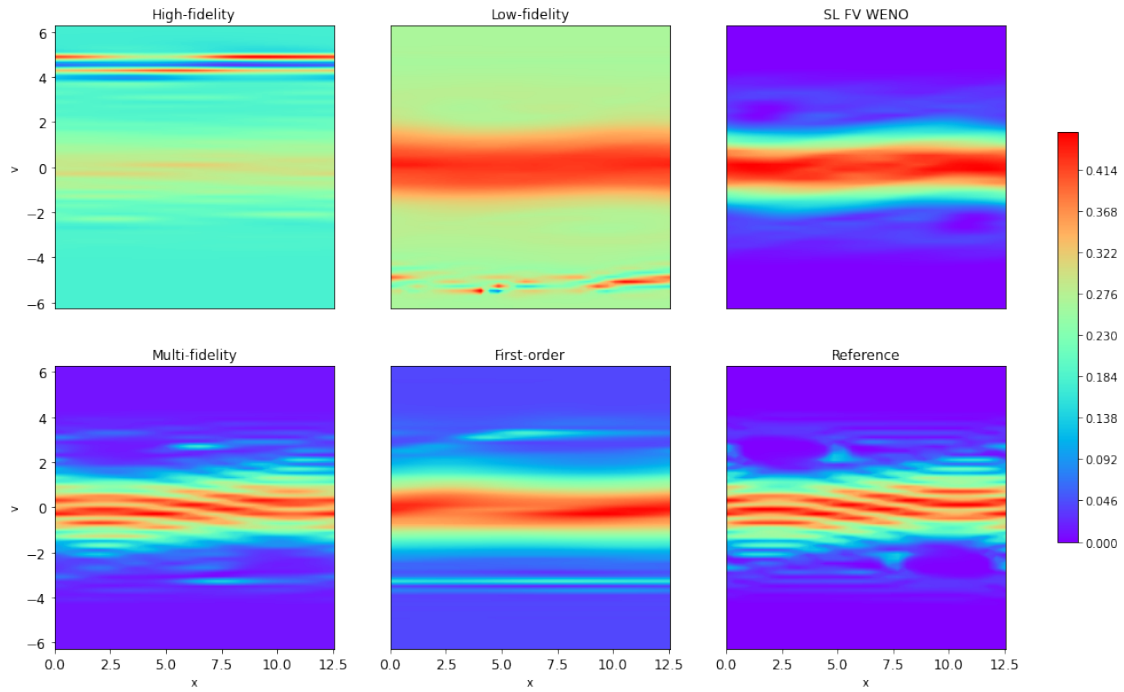 High-fidelity
Low-fidelity
SL FV WENO
6
4
2
0
−2
−4
−6
v
0.414
0.368
0.322
0.276
0.230
0.184
0.138
0.092
0.046
0.000
Multi-fidelity
First-order
Reference
6
4
2
0
−2
−4
−6
v
0.0 2.5 5.0 7.5 10.0 12.5
0.0 2.5 5.0 7.5 10.0 12.5
0.0 2.5 5.0 7.5 10.0 12.5
x
x
x